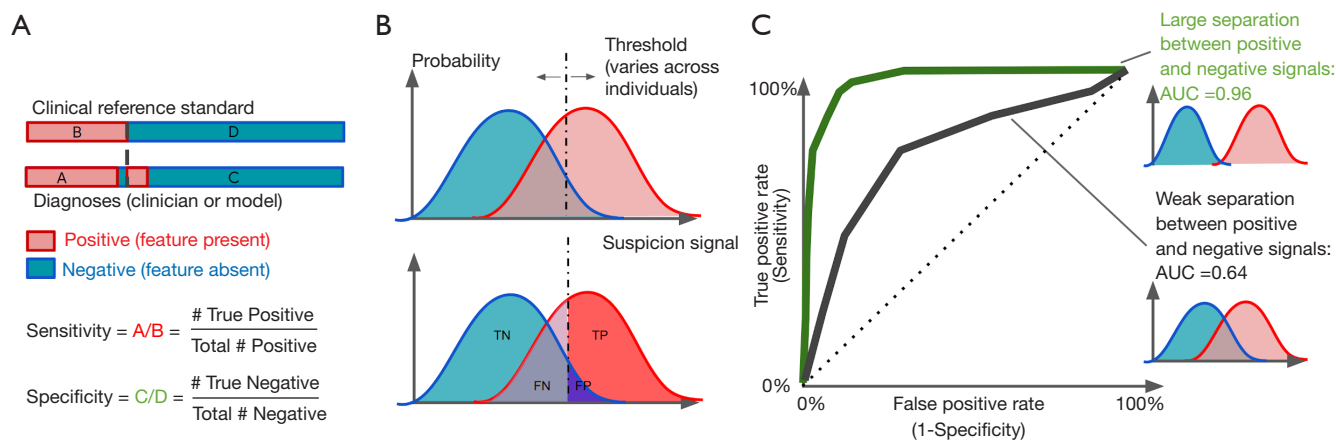 A
Clinical reference standard
B
D
A
C
Diagnoses (clinician or model)
Positive (feature present)
Negative (feature absent)
Sensitivity = A/B = # True Positive
Total # Positive
Specificity = C/D = # True Negative
Total # Negative
B
Probability
Threshold
(varies across
individuals)
Suspicion signal
TN
TP
FN
FP
C
100%
True positive rate
(Sensitivity)
0%
0%
False positive rate
100%
(1-Specificity)
Large separation
between positive
and negative signals:
AUC =0.96
Weak separation
between positive
and negative signals:
AUC =0.64